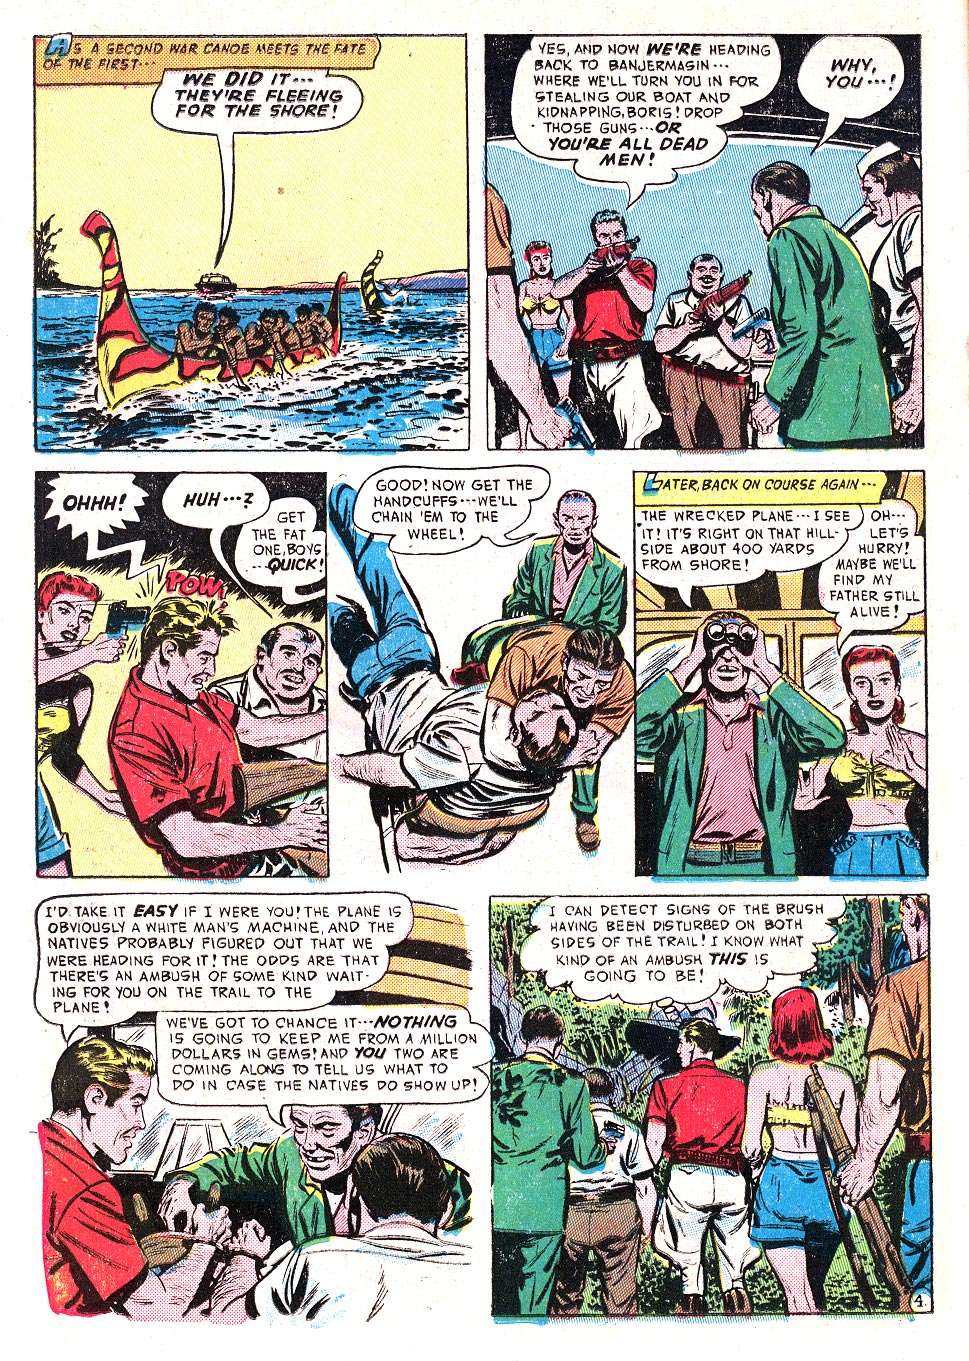 AS A SECOND WAR CANOE MEETS THE FATE
OF THE FIRST---
WE DID IT---
THEY'RE FLEEING
FOR THE SHORE!
YES, AND NOW WE'RE HEADING
BACK TO BANJERMASIN---
WHERE WE'LL TURN YOU IN FOR
STEALING OUR BOAT AND
KIDNAPPING, BORIS! DROP
THOSE GUNS---OR
YOU'RE ALL DEAD
MEN!
WHY,
YOU---!
OHHH!
HUH---?
POW!
GET
THE FAT
ONE, BOYS
---QUICK!
GOOD! NOW GET THE
HANDCUFFS---WE'LL
CHAIN 'EM TO THE
WHEEL!
LATER, BACK ON COURSE AGAIN---
THE WRECKED PLANE---I SEE
IT! IT'S RIGHT ON THAT HILL-
SIDE ABOUT 400 YARDS
FROM SHORE!
OH---
LET'S
HURRY!
MAYBE WE'LL
FIND MY
FATHER STILL
ALIVE!
I'D TAKE IT EASY IF I WERE YOU! THE PLANE IS
OBVIOUSLY A WHITE MAN'S MACHINE, AND THE
NATIVES PROBABLY FIGURED OUT THAT WE
WERE HEADING FOR IT! THE ODDS ARE THAT
THERE'S AN AMBUSH OF SOME KIND WAIT-
ING FOR YOU ON THE TRAIL TO THE
PLANE!
WE'VE GOT TO CHANCE IT---NOTHING
IS GOING TO KEEP ME FROM A MILLION
DOLLARS IN GEMS! AND YOU TWO ARE
COMING ALONG TO TELL US WHAT TO
DO IN CASE THE NATIVES DO SHOW UP!
I CAN DETECT SIGNS OF THE BRUSH
HAVING BEEN DISTURBED ON BOTH
SIDES OF THE TRAIL! I KNOW WHAT
KIND OF AN AMBUSH THIS IS
GOING TO BE!
4.